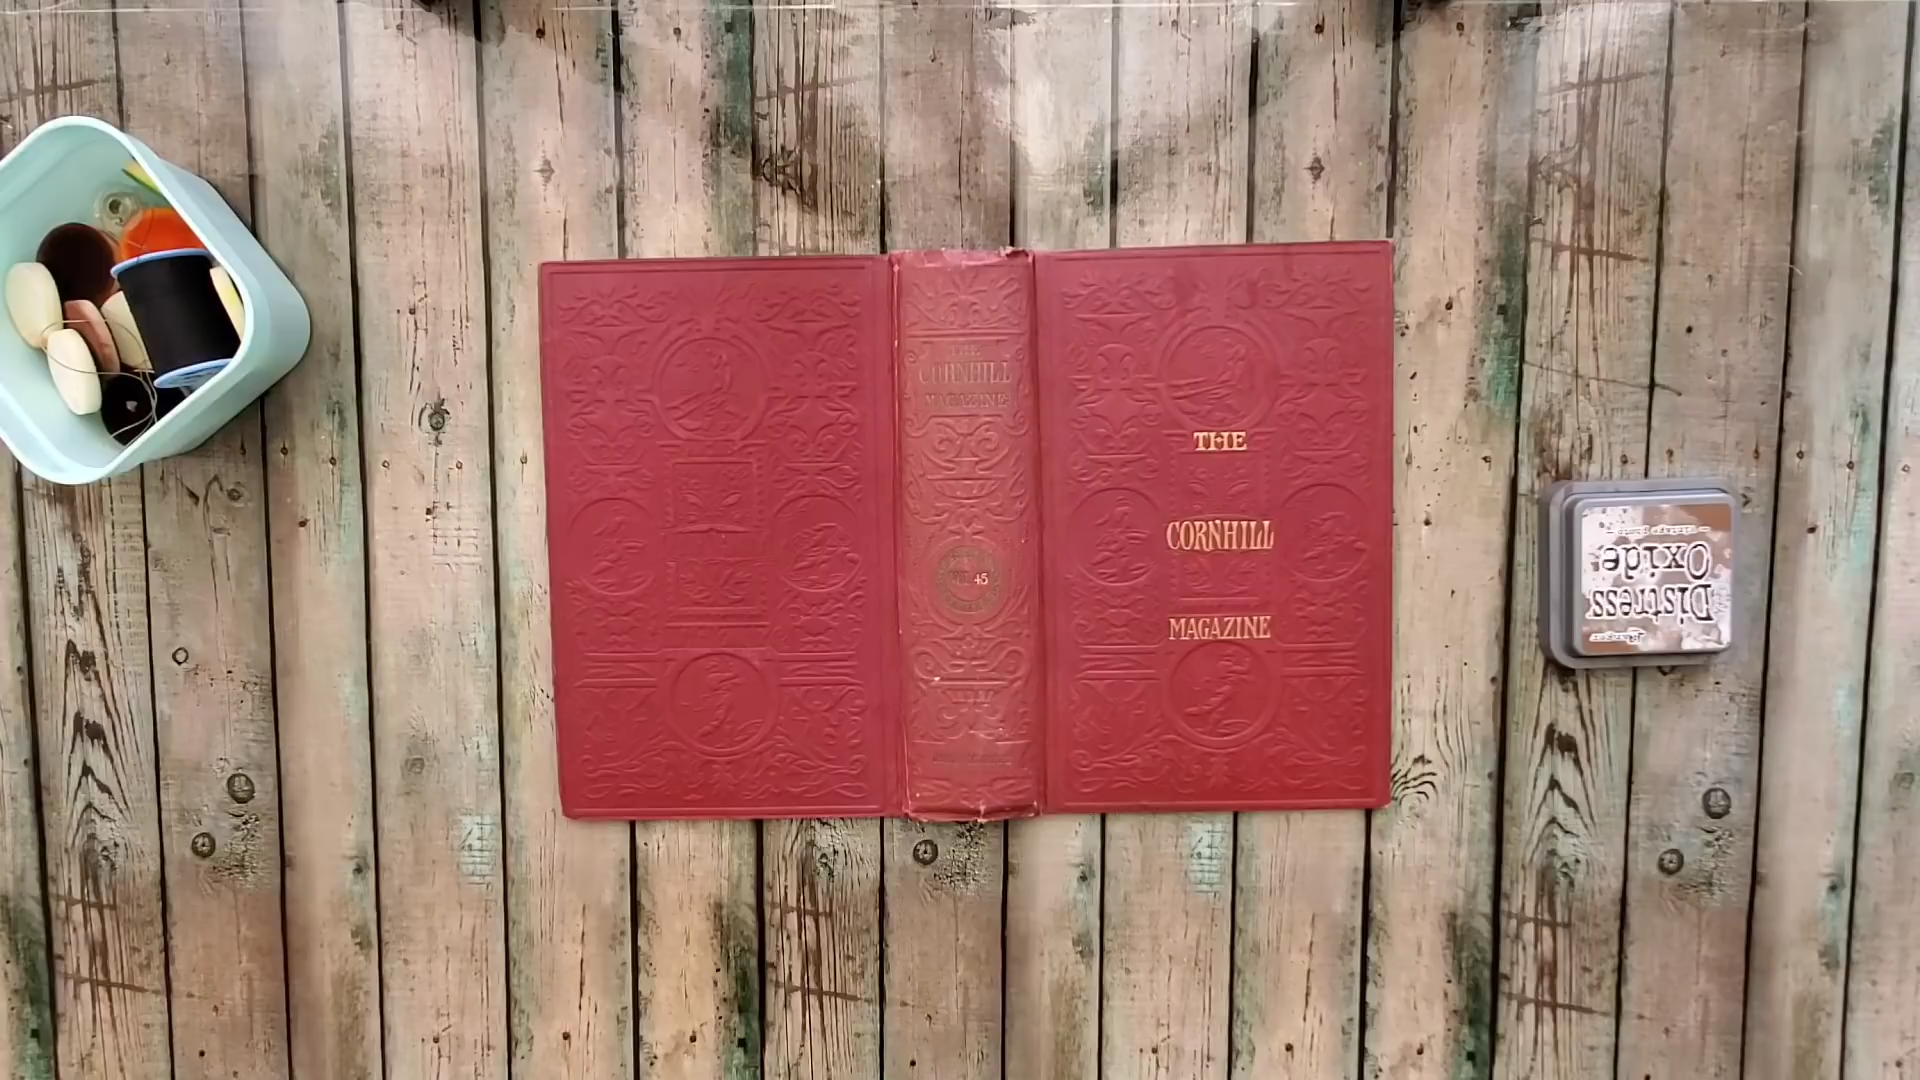 THE
CORNHILL
MAGAZINE
45
THE
CORNHILL
MAGAZINE
Distress
Oxide